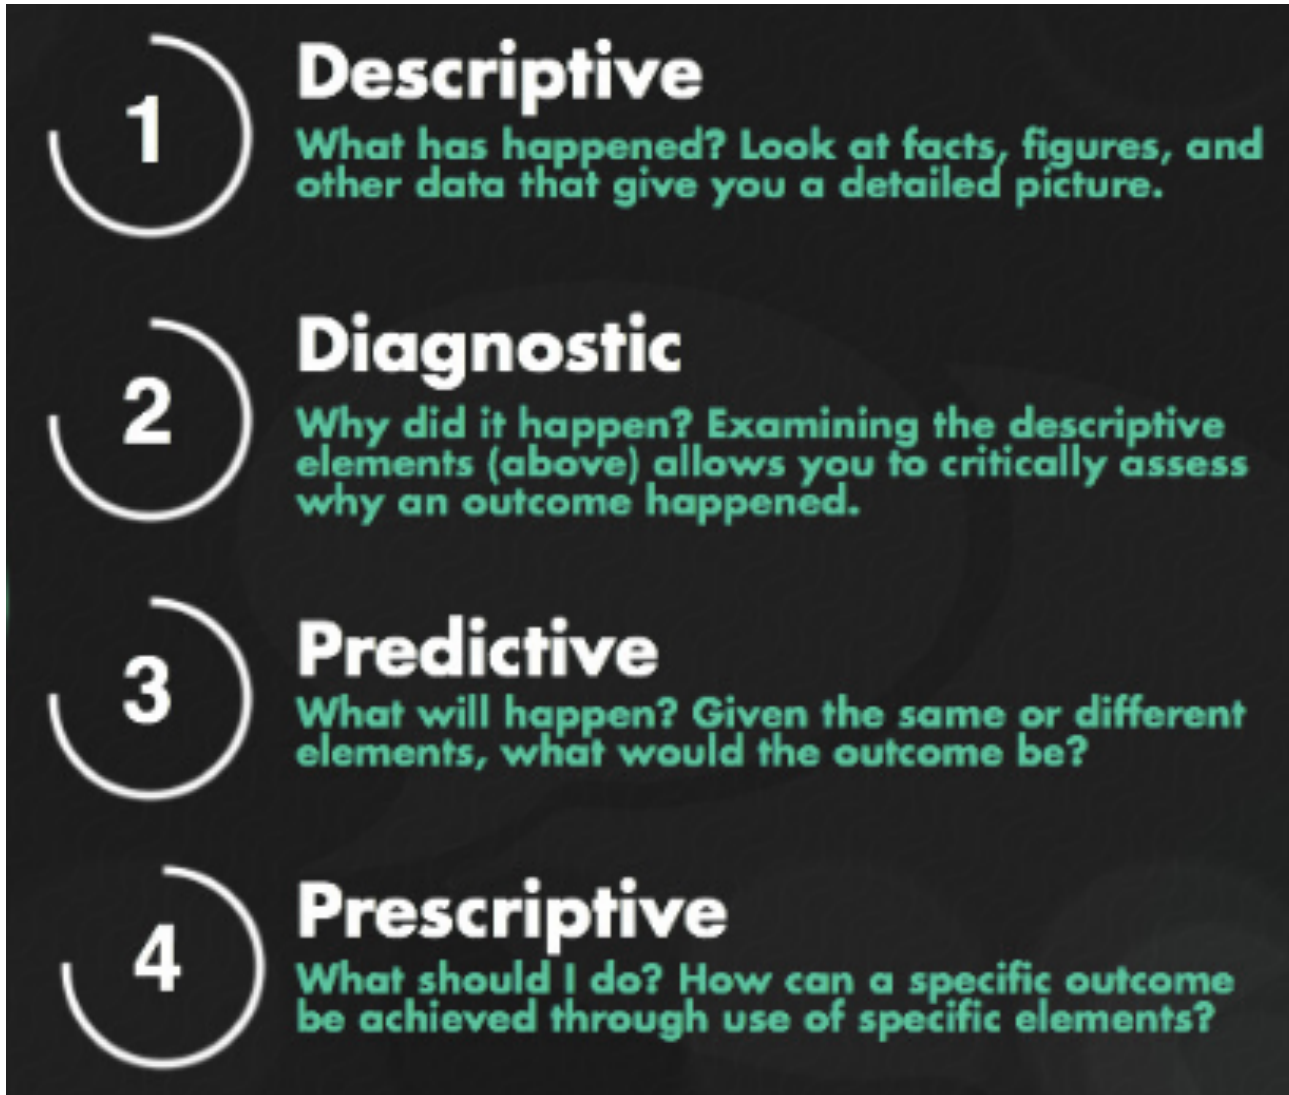 1
Descriptive
What has happened? Look at facts, figures, and
other data that give you a detailed picture.
2
Diagnostic
Why did it happen? Examining the descriptive
elements (above) allows you to critically assess
why an outcome happened.
3
Predictive
What will happen? Given the same or different
elements, what would the outcome be?
4
Prescriptive
What should I do? How can a specific outcome
be achieved through use of specific elements?